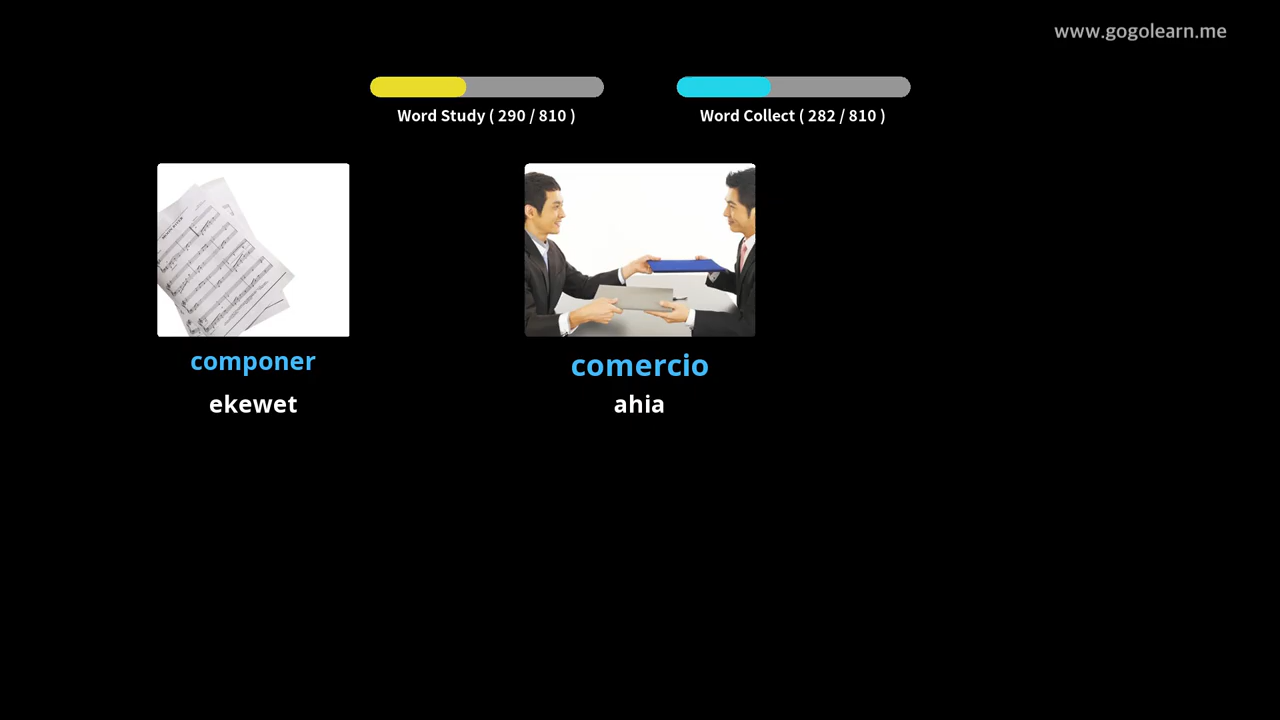 www.gogolearn.me
Word Study ( 290 / 810 )
Word Collect ( 282 / 810 )
componer
ekewet
comercio
ahia